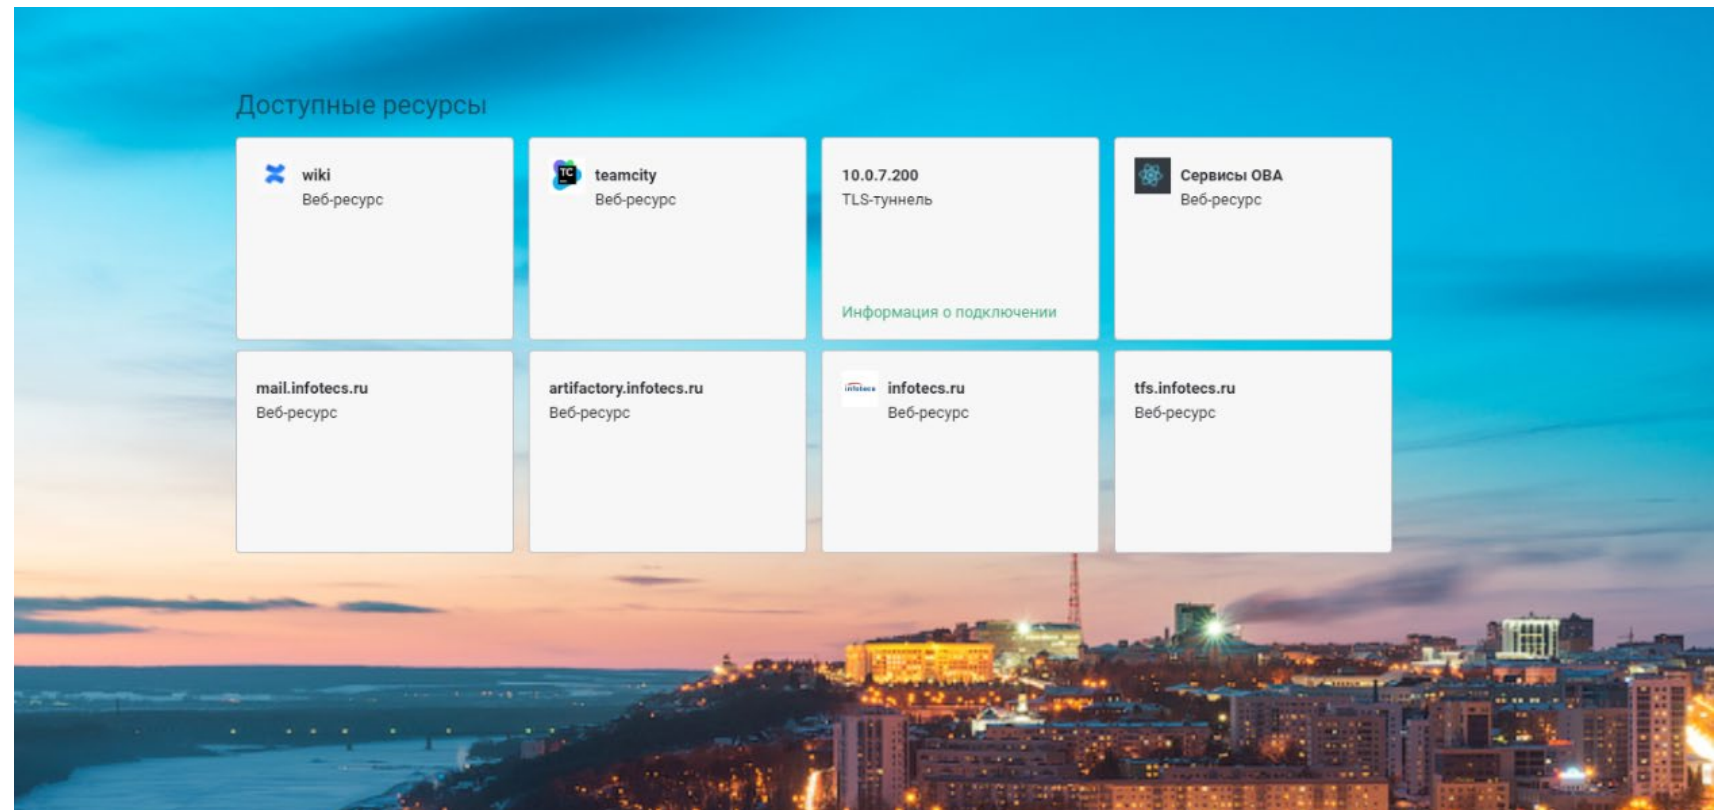 Доступные ресурсы
wiki
Веб-ресурс
TC
teamcity
Веб-ресурс
10.0.7.200
TLS-туннель
Информация о подключении
Сервисы ОВА
Веб-ресурс
mail.infotecs.ru
Веб-ресурс
artifactory.infotecs.ru
Веб-ресурс
infotecs
infotecs.ru
Веб-ресурс
tfs.infotecs.ru
Веб-ресурс